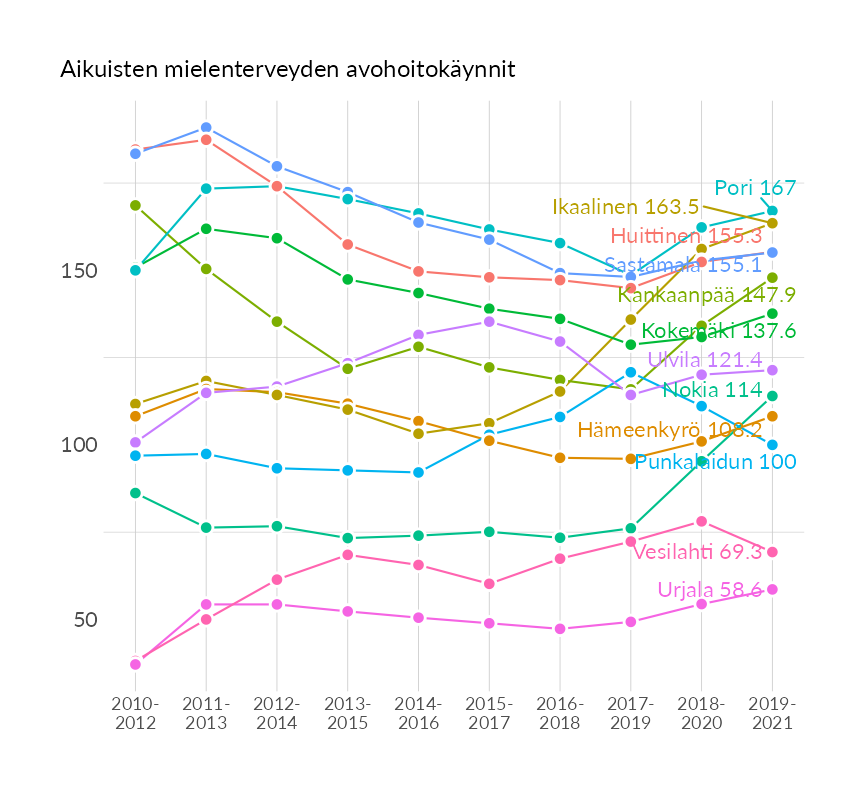 Aikuisten mielenterveyden avohoitokäynnit
Pori 167
Ikaalinen 163.5
Huittinen 155.3
Sastamala 155.1
150
Kankaanpää 147.9
Kokemäki 137.6
Ulvila 121.4
Nokia 114
Hämeenkyrö 108.2
100
Punkalaidun 100
Vesilahti 69.3
Urjala 58.6
50
2010- 2011- 2012- 2013- 2014- 2015- 2016- 2017- 2018- 2019-
2012 2013 2014 2015 2016 2017 2018 2019 2020 2021